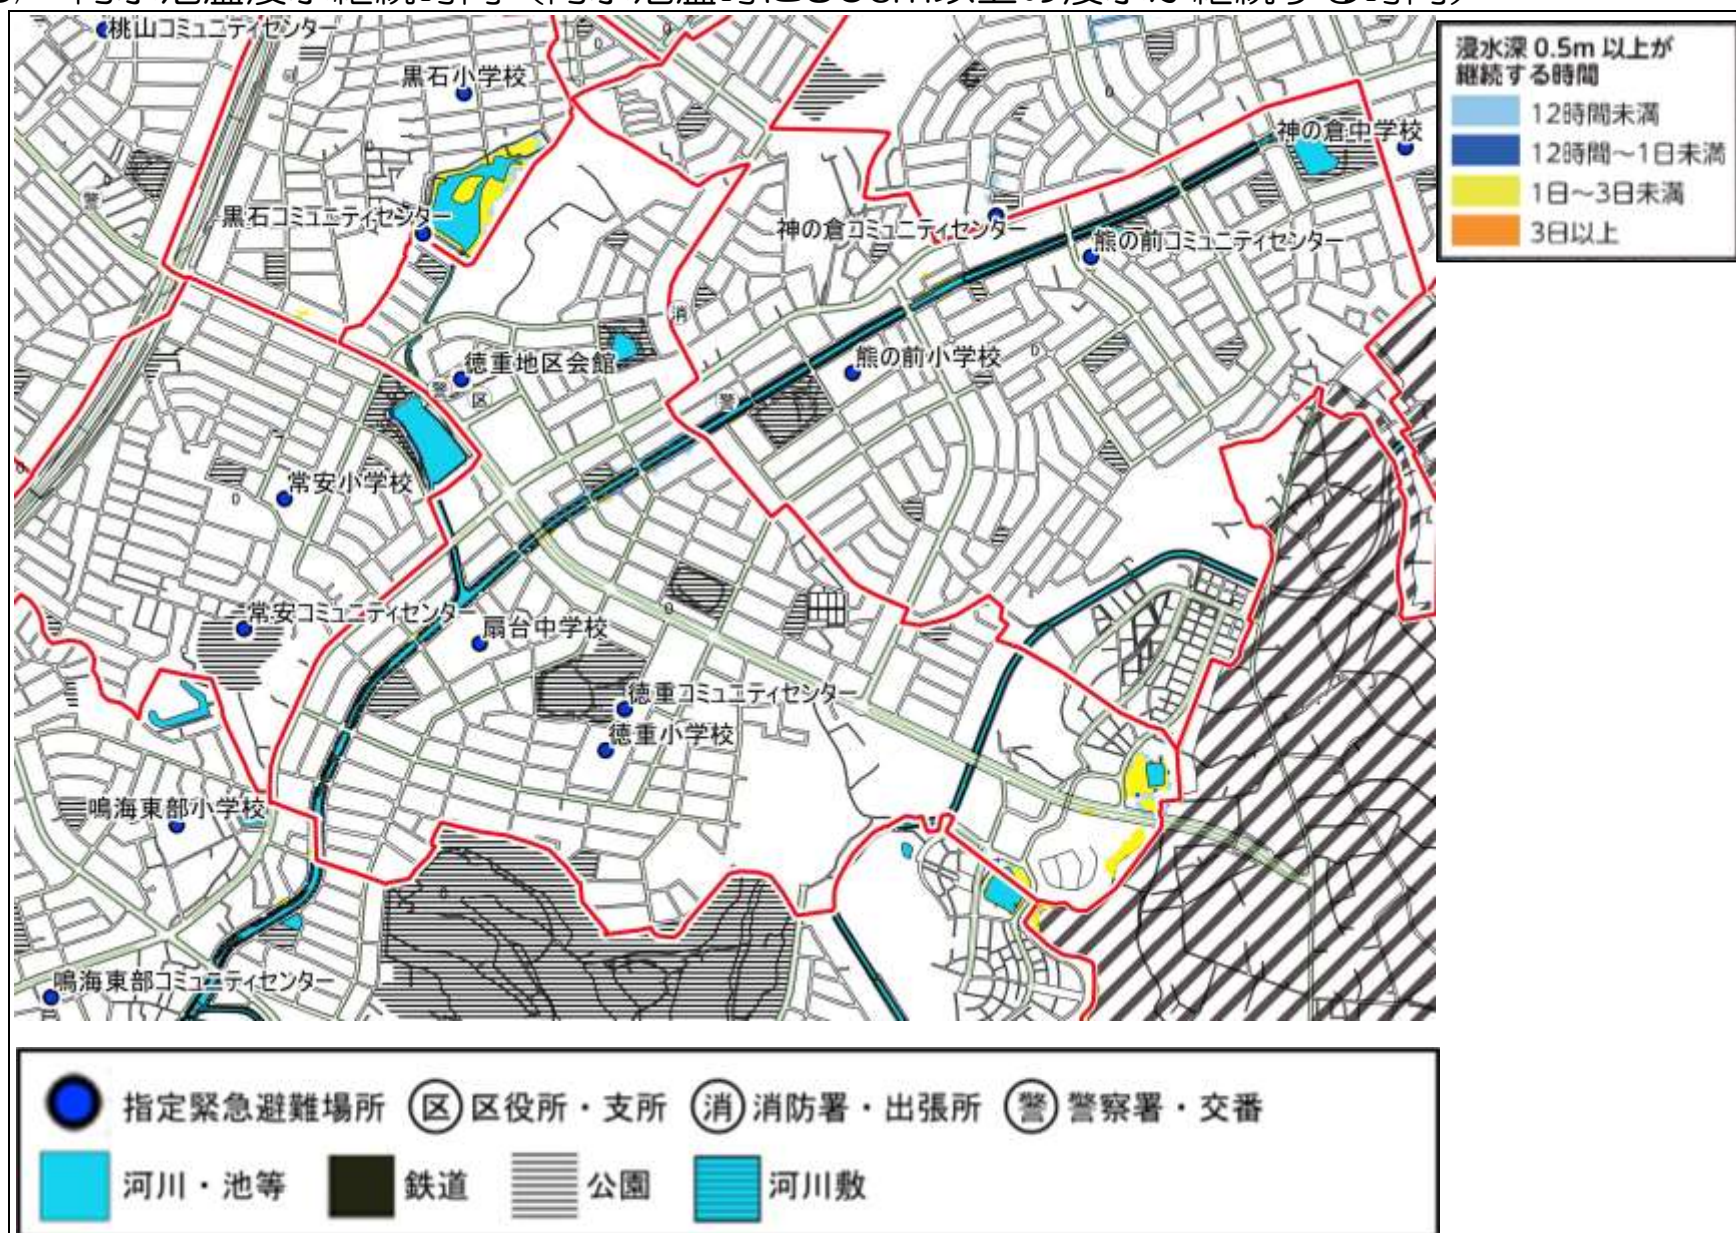 桃山コミュニティセンター
黒石小学校
神の倉中学校
黒石コミュニティセンター
神の倉コミュニティセンター
熊の前コミュニティセンター
消
徳重地区会館
熊の前小学校
警
区
警
警
常安小学校
常安コミュニティセンター
扇台中学校
徳重コミュニティセンター
徳重小学校
鳴海東部小学校
鳴海東部コミュニティセンター
浸水深 0.5m 以上が
継続する時間
12時間未満
12時間～1日未満
1日～3日未満
3日以上
指定緊急避難場所 区 区役所・支所 消 消防署・出張所 警 警察署・交番
河川・池等 鉄道 公園 河川敷